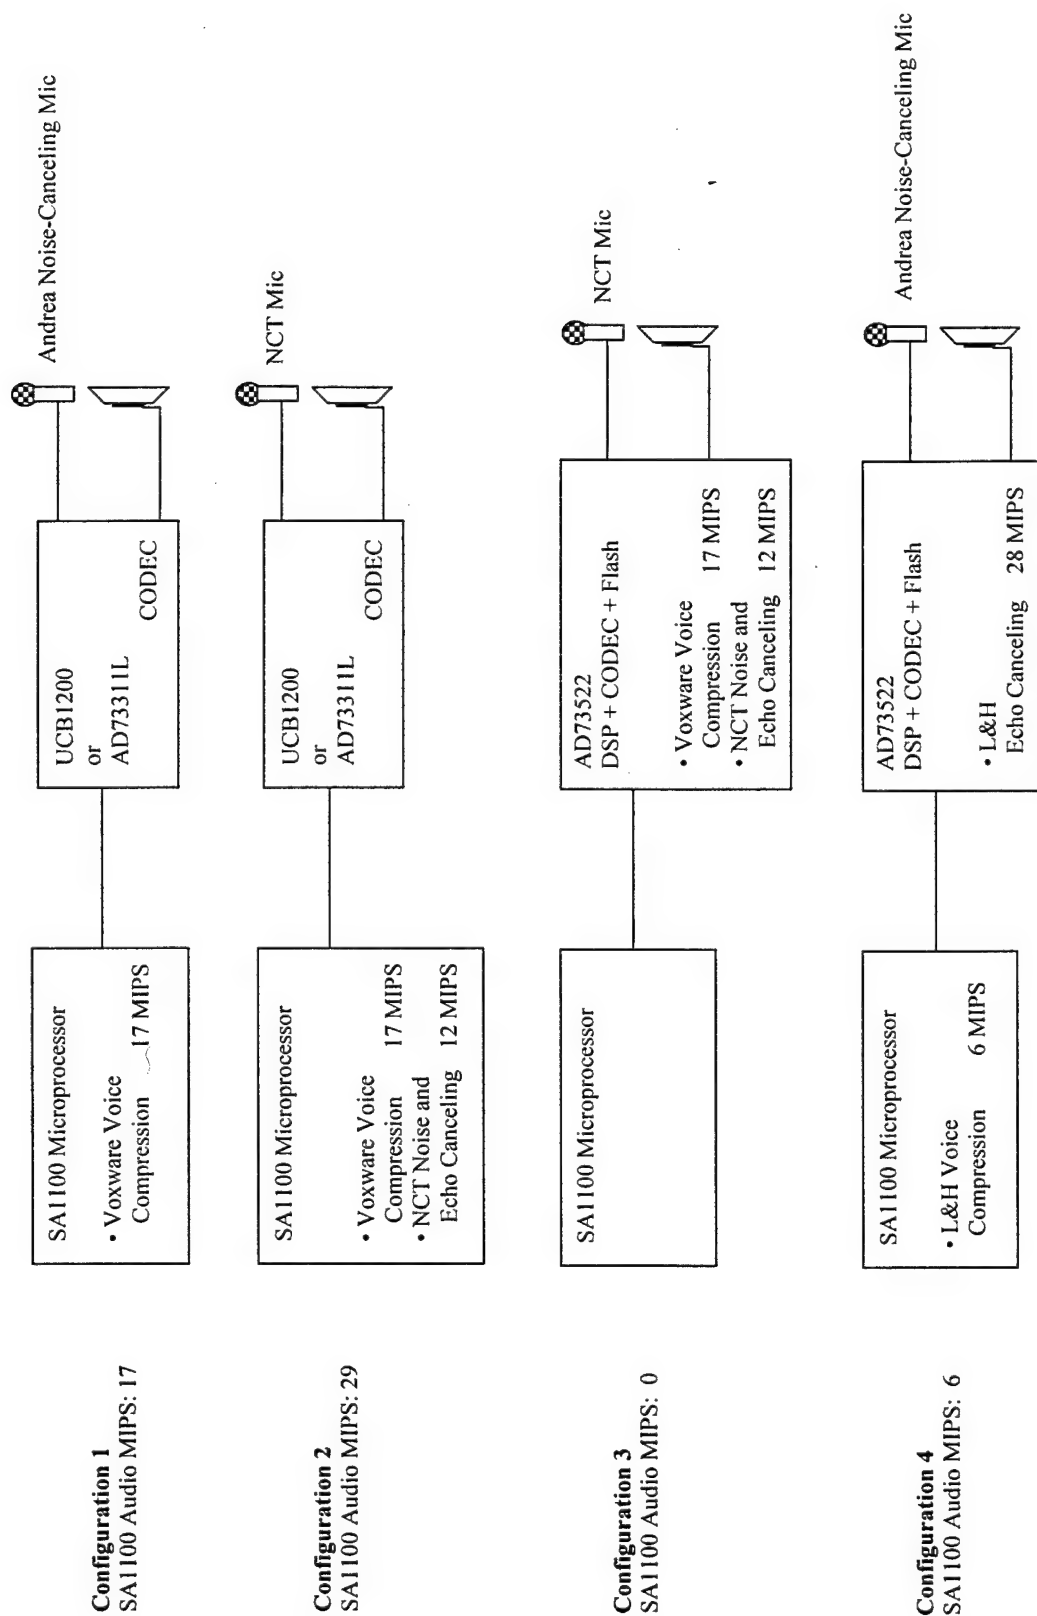 Configuration 1
SA1100 Audio MIPS: 17
SA1100 Microprocessor
• Voxware Voice
Compression 17 MIPS
UCB1200
or
AD73311L
CODEC
Andrea Noise-Canceling Mic
Configuration 2
SA1100 Audio MIPS: 29
SA1100 Microprocessor
• Voxware Voice
Compression 17 MIPS
• NCT Noise and
Echo Canceling 12 MIPS
UCB1200
or
AD73311L
CODEC
NCT Mic
Configuration 3
SA1100 Audio MIPS: 0
SA1100 Microprocessor
AD73522
DSP + CODEC + Flash
• Voxware Voice
Compression 17 MIPS
• NCT Noise and
Echo Canceling 12 MIPS
NCT Mic
Configuration 4
SA1100 Audio MIPS: 6
SA1100 Microprocessor
• L&H Voice
Compression 6 MIPS
AD73522
DSP + CODEC + Flash
• L&H
Echo Canceling 28 MIPS
Andrea Noise-Canceling Mic